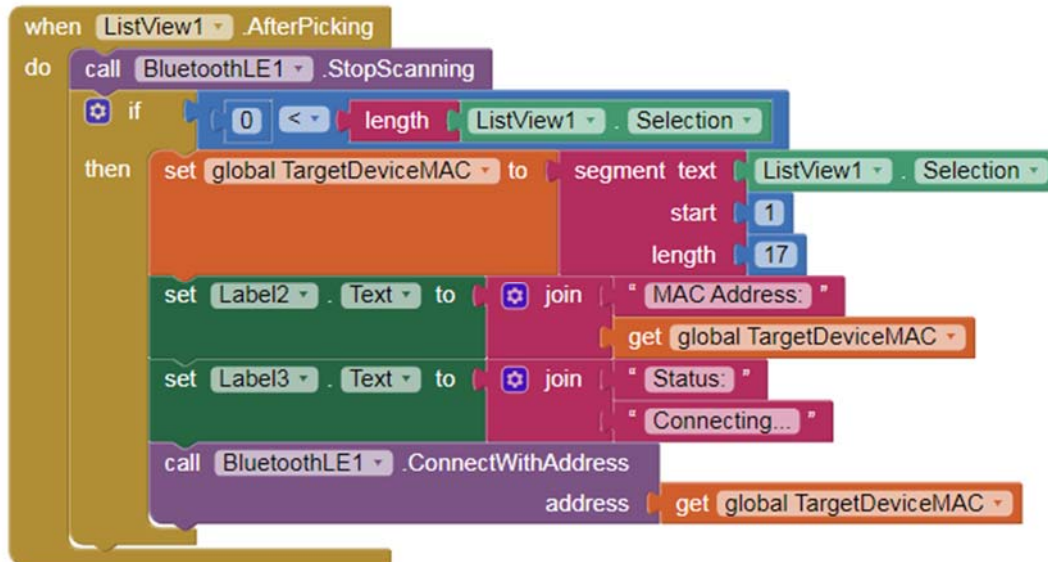 when ListView1 .AfterPicking
do call BluetoothLE1 .StopScanning
if 0 < length ListView1 . Selection
then set global TargetDeviceMAC to segment text ListView1 . Selection
start 1
length 17
set Label2 . Text to join " MAC Address: "
get global TargetDeviceMAC
set Label3 . Text to join " Status: "
" Connecting... "
call BluetoothLE1 .ConnectWithAddress
address get global TargetDeviceMAC